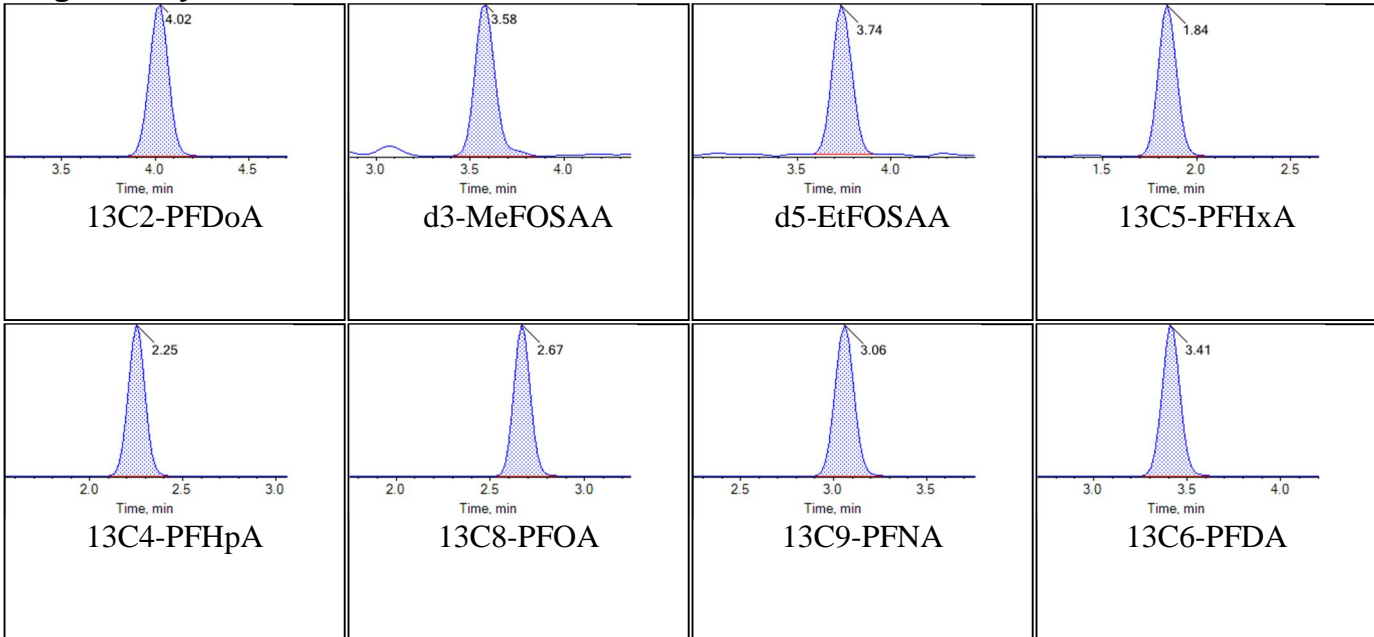 4.02
3.5 4.0 4.5
Time, min
13C2-PFDoA
3.58
3.0 3.5 4.0
Time, min
d3-MeFOSAA
3.74
3.5 4.0
Time, min
d5-EtFOSAA
1.84
1.5 2.0 2.5
Time, min
13C5-PFHxA
2.25
2.0 2.5 3.0
Time, min
13C4-PFHpA
2.67
2.0 2.5 3.0
Time, min
13C8-PFOA
3.06
2.5 3.0 3.5
Time, min
13C9-PFNA
3.41
3.0 3.5 4.0
Time, min
13C6-PFDA